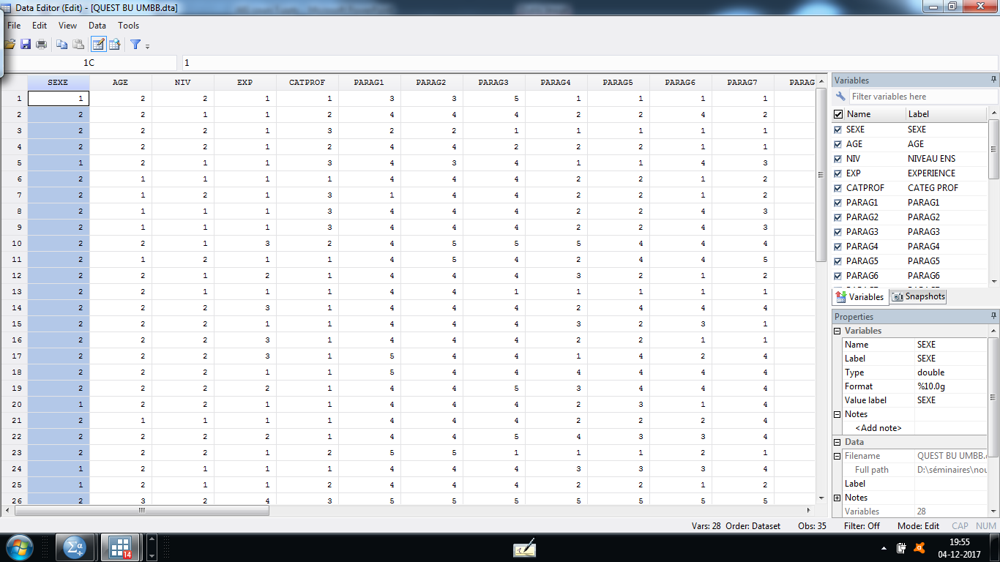 Data Editor (Edit) - [QUEST BU UMBB.dta]
File Edit View Data Tools
1C 1
SEXE AGE NIV EXP CATPROF PARAG1 PARAG2 PARAG3 PARAG4 PARAG5 PARAG6 PARAG7 PARAG
1 1 2 2 1 1 3 3 5 1 1 1 1
2 2 2 1 1 2 4 4 4 2 2 4 2
3 2 2 2 1 3 2 2 1 1 1 1 1
4 2 2 2 1 2 4 4 2 2 2 1 1
5 1 2 1 1 3 4 3 4 1 1 4 3
6 2 1 1 1 1 4 4 4 2 2 1 2
7 2 1 2 1 3 1 4 4 2 2 1 2
8 2 1 1 1 3 4 4 4 2 2 4 3
9 2 1 1 1 3 4 4 4 2 2 4 3
10 2 2 1 3 2 4 5 5 5 4 4 4
11 2 1 2 1 1 4 5 4 2 4 4 5
12 2 2 1 2 1 4 4 4 3 2 1 2
13 2 2 1 1 1 4 4 1 1 1 1 1
14 2 2 2 3 1 4 4 4 2 4 4 4
15 2 2 2 1 1 4 4 4 3 2 3 1
16 2 2 2 3 1 4 4 4 2 2 1 1
17 2 2 2 3 1 5 4 4 1 4 2 4
18 2 2 2 1 1 5 4 4 4 4 4 4
19 2 2 2 2 1 4 4 5 3 4 4 4
20 1 2 2 1 1 4 4 4 2 3 1 4
21 2 1 1 1 1 4 4 4 2 2 2 4
22 2 2 2 2 1 4 4 5 4 3 3 4
23 2 2 2 1 2 5 5 1 1 1 2 1
24 1 2 1 1 1 4 4 4 3 3 3 4
25 1 2 1 1 2 4 4 4 2 2 1 2
26 2 3 2 4 3 5 5 5 5 5 5 5
Variables
Filter variables here
Name Label
SEXE SEXE
AGE AGE
NIV NIVEAU ENS
EXP EXPERIENCE
CATPROF CATEG PROF
PARAG1 PARAG1
PARAG2 PARAG2
PARAG3 PARAG3
PARAG4 PARAG4
PARAG5 PARAG5
PARAG6 PARAG6
Variables Snapshots
Properties
Variables
Name SEXE
Label SEXE
Type double
Format %10.0g
Value label SEXE
Notes
<Add note>
Data
Filename QUEST BU UMBB.
Full path D:\séminaires\nou
Label
Notes
Variables 28
Vars: 28 Order: Dataset Obs: 35 Filter: Off Mode: Edit CAP NUM
14
19:55
04-12-2017